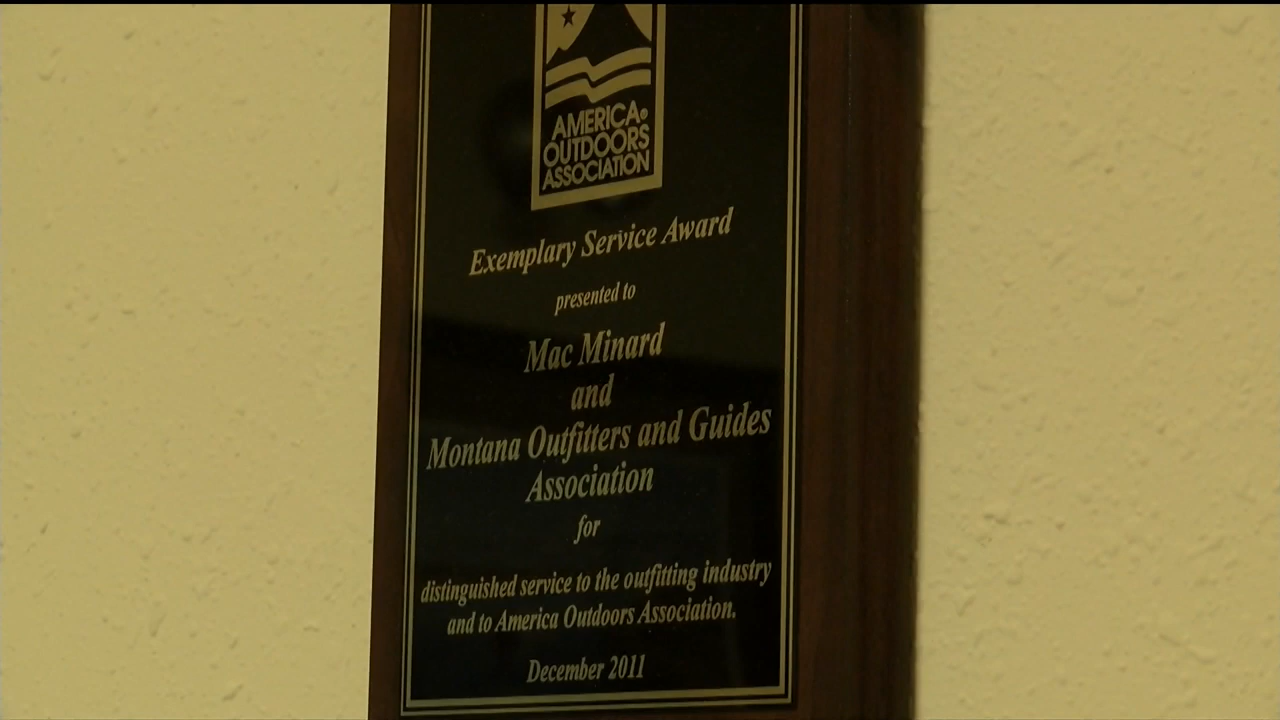 AMERICA®
OUTDOORS
ASSOCIATION
Exemplary Service Award
presented to
Mac Minard
and
Montana Outfitters and Guides
Association
for
distinguished service to the outfitting industry
and to America Outdoors Association.
December 2011